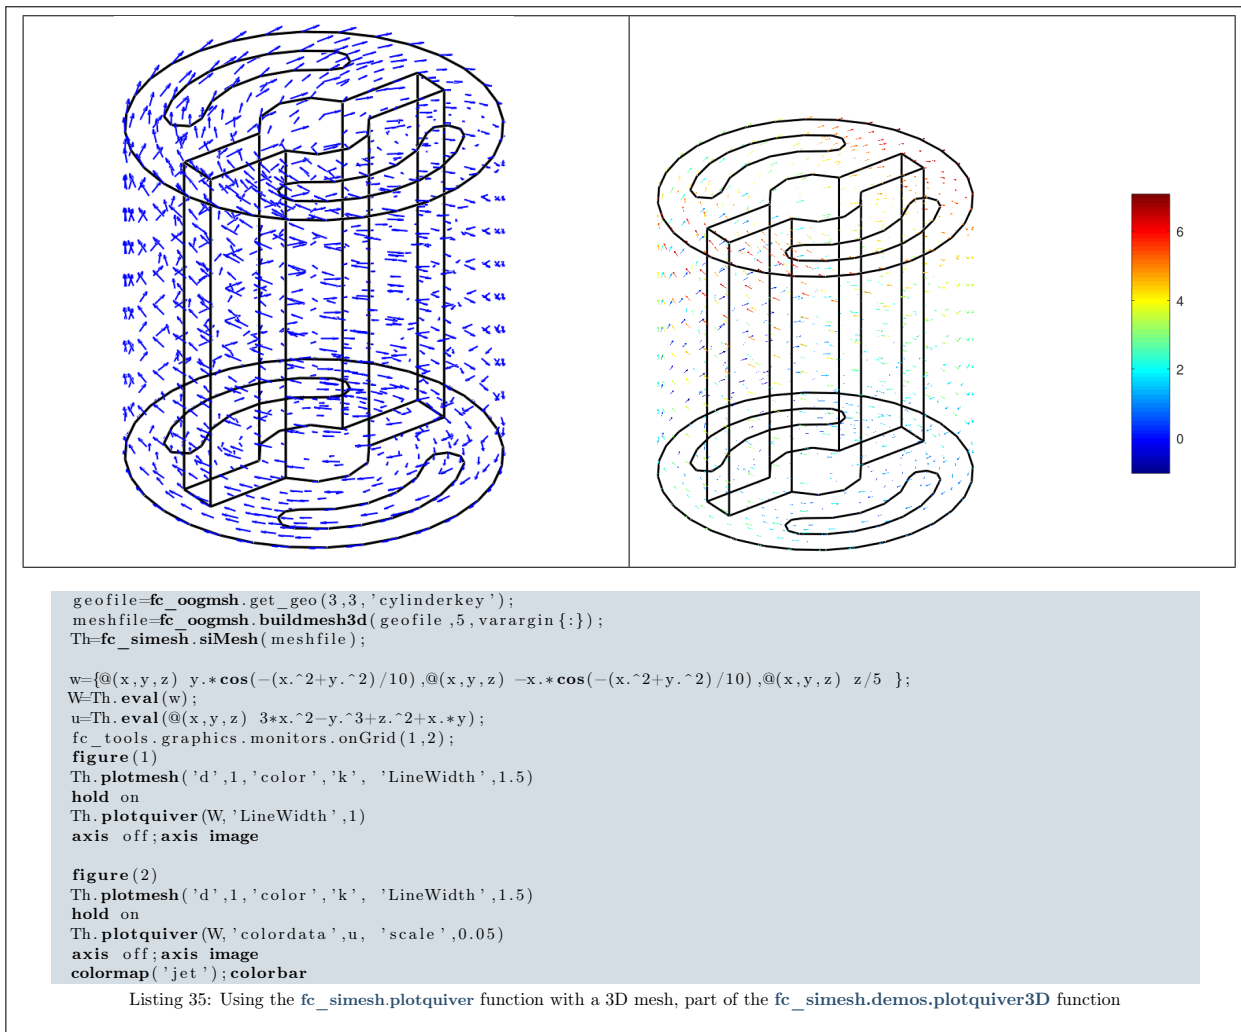 6
4
2
0
geofile=fc_oogmsh.get_geo(3,3,'cylinderkey');
meshfile=fc_oogmsh.buildmesh3d(geofile,5,varargin{:});
Th=fc_simesh.siMesh(meshfile);
w={@(x,y,z) y.*cos(-(x.^2+y.^2)/10),@(x,y,z) -x.*cos(-(x.^2+y.^2)/10),@(x,y,z) z/5 };
W=Th.eval(w);
u=Th.eval(@(x,y,z) 3*x.^2-y.^3+z.^2+x.*y);
fc_tools.graphics.monitors.onGrid(1,2);
figure(1)
Th.plotmesh('d',1,'color','k', 'LineWidth',1.5)
hold on
Th.plotquiver(W,'LineWidth',1)
axis off;axis image
figure(2)
Th.plotmesh('d',1,'color','k', 'LineWidth',1.5)
hold on
Th.plotquiver(W,'colordata',u, 'scale',0.05)
axis off;axis image
colormap('jet');colorbar
Listing 35: Using the fc_simesh.plotquiver function with a 3D mesh, part of the fc_simesh.demos.plotquiver3D function